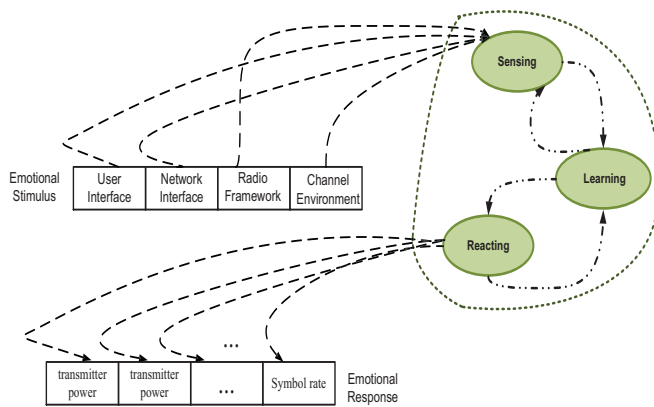 Sensing
Learning
Reacting
Emotional
Stimulus
User
Interface
Network
Interface
Radio
Framework
Channel
Environment
...
transmitter
power
transmitter
power
...
Symbol rate
Emotional
Response